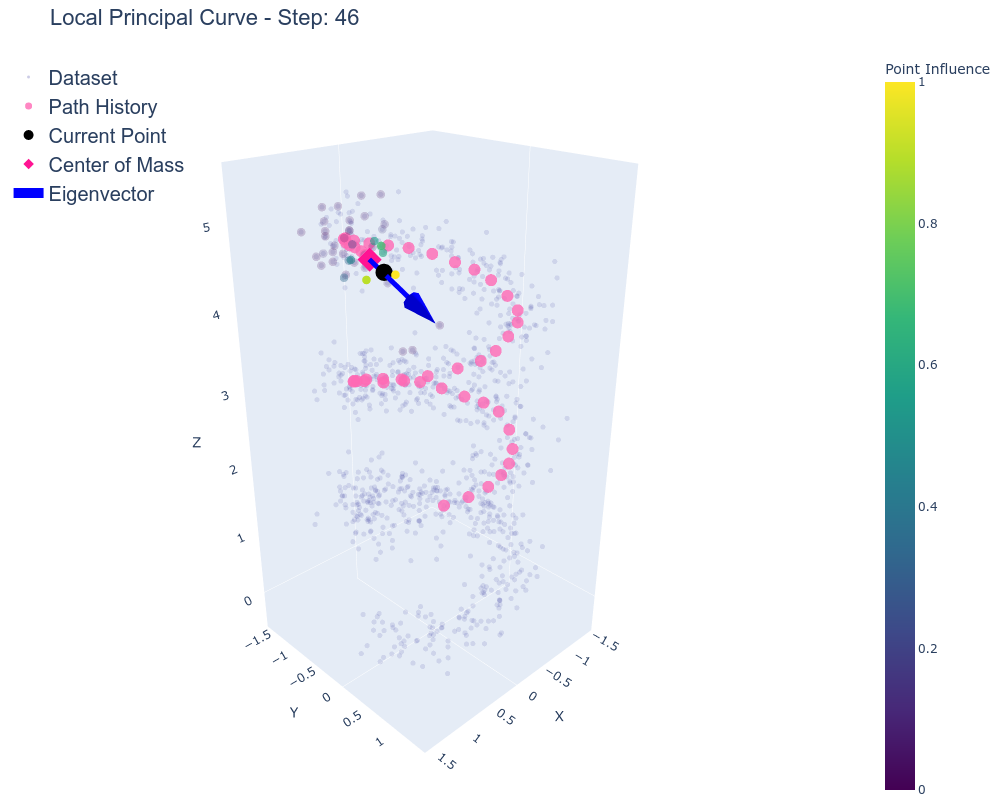 Local Principal Curve - Step: 46
Dataset
Path History
Current Point
Center of Mass
Eigenvector
Point Influence
1
0.8
0.6
0.4
0.2
0
5
4
3
Z
2
1
0
−1.5
−1
−0.5
0
0.5
1
Y
−1.5
−1
−0.5
0
0.5
1
1.5
X